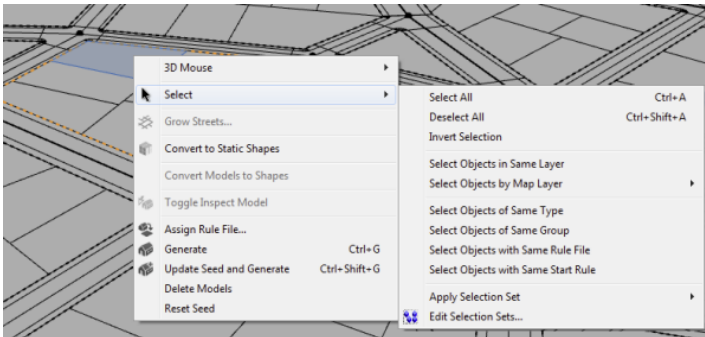 3D Mouse
Select
Grow Streets...
Convert to Static Shapes
Convert Models to Shapes
Toggle Inspect Model
Assign Rule File...
Generate Ctrl+G
Update Seed and Generate Ctrl+Shift+G
Delete Models
Reset Seed
Select All Ctrl+A
Deselect All Ctrl+Shift+A
Invert Selection
Select Objects in Same Layer
Select Objects by Map Layer
Select Objects of Same Type
Select Objects of Same Group
Select Objects with Same Rule File
Select Objects with Same Start Rule
Apply Selection Set
Edit Selection Sets...